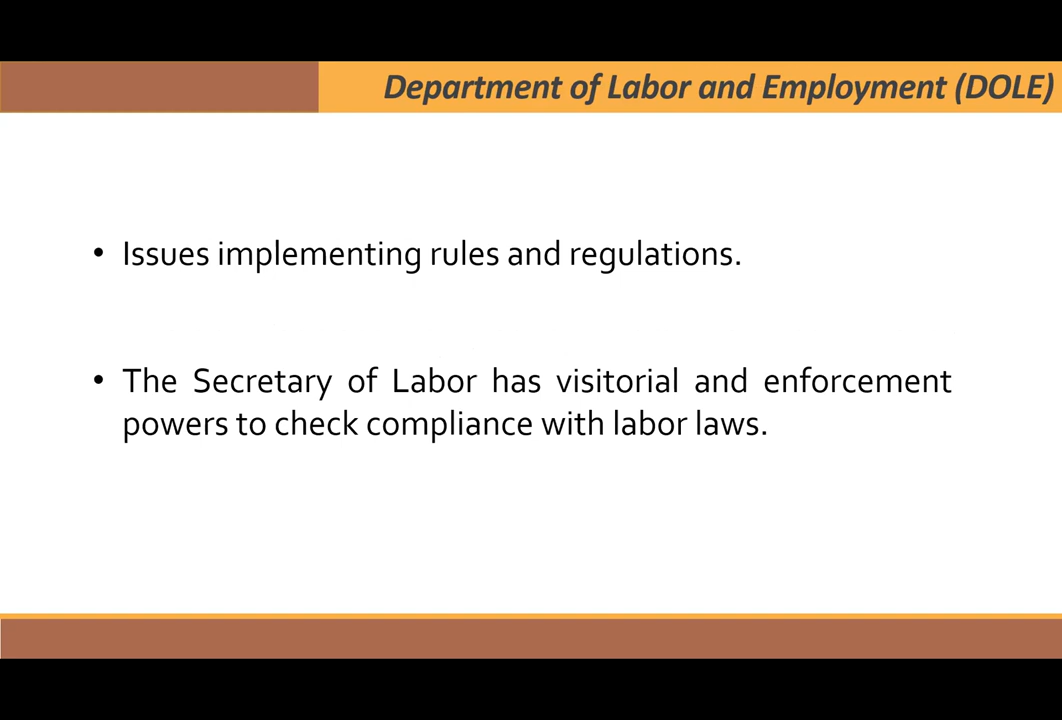 Department of Labor and Employment (DOLE)
• Issues implementing rules and regulations.
• The Secretary of Labor has visitorial and enforcement
powers to check compliance with labor laws.